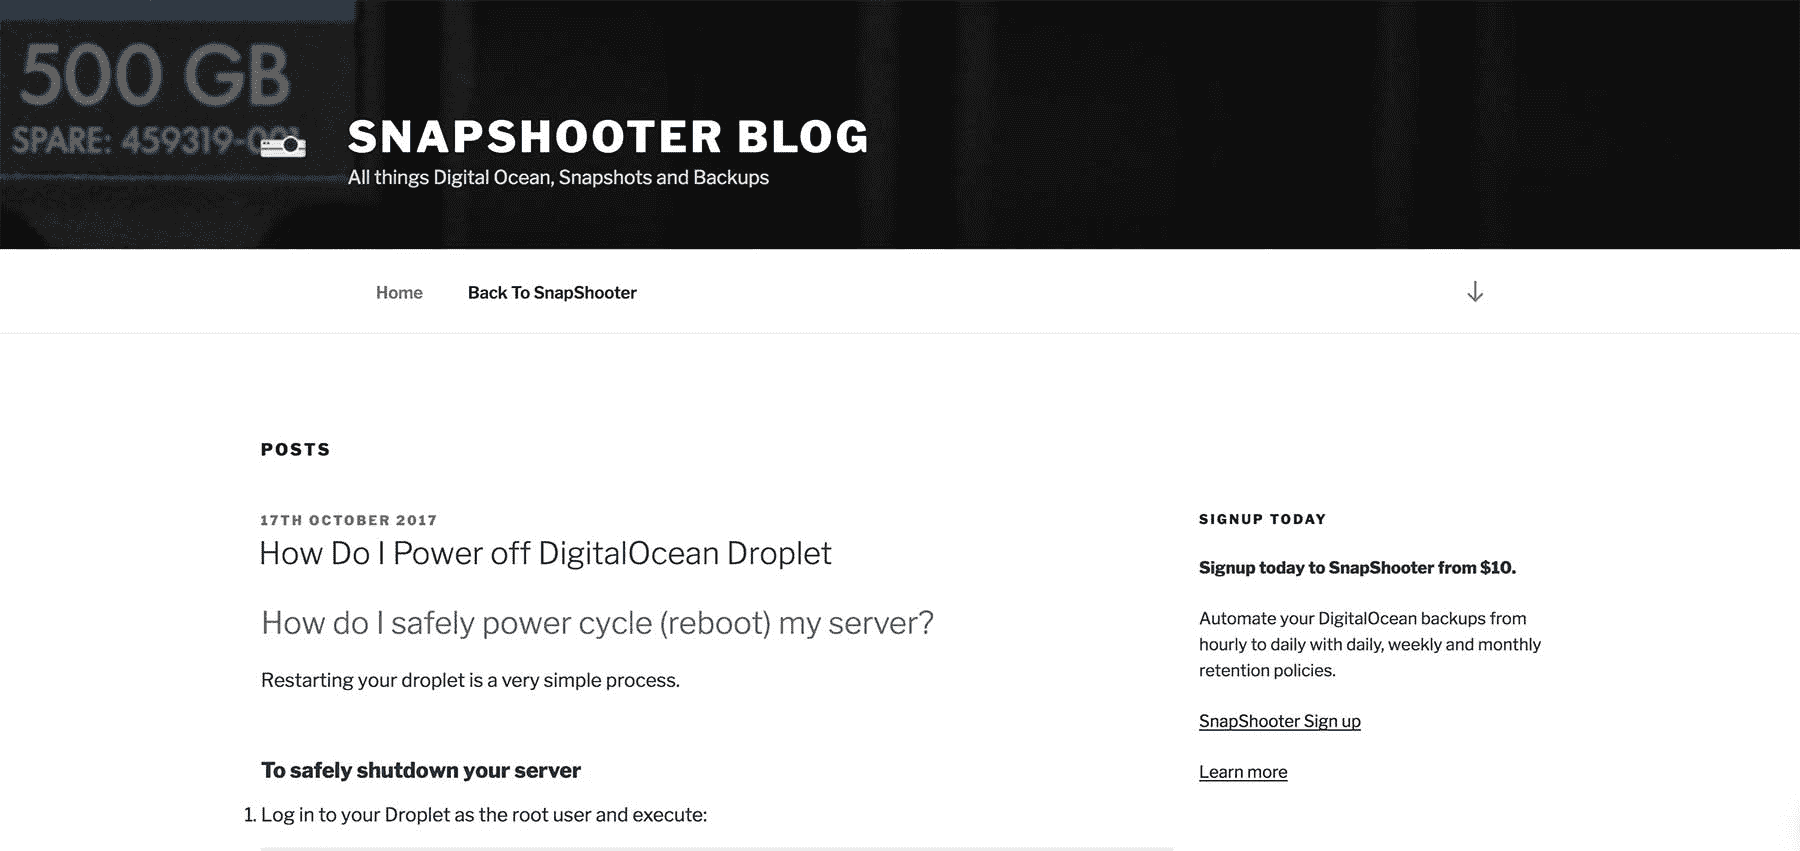 500 GB
SPARE: 459319-001
SNAPSHOOTER BLOG
All things Digital Ocean, Snapshots and Backups
Home
Back To SnapShooter
POSTS
17TH OCTOBER 2017
How Do I Power off DigitalOcean Droplet
How do I safely power cycle (reboot) my server?
Restarting your droplet is a very simple process.
To safely shutdown your server
1. Log in to your Droplet as the root user and execute:
SIGNUP TODAY
Signup today to SnapShooter from $10.
Automate your DigitalOcean backups from
hourly to daily with daily, weekly and monthly
retention policies.
SnapShooter Sign up
Learn more